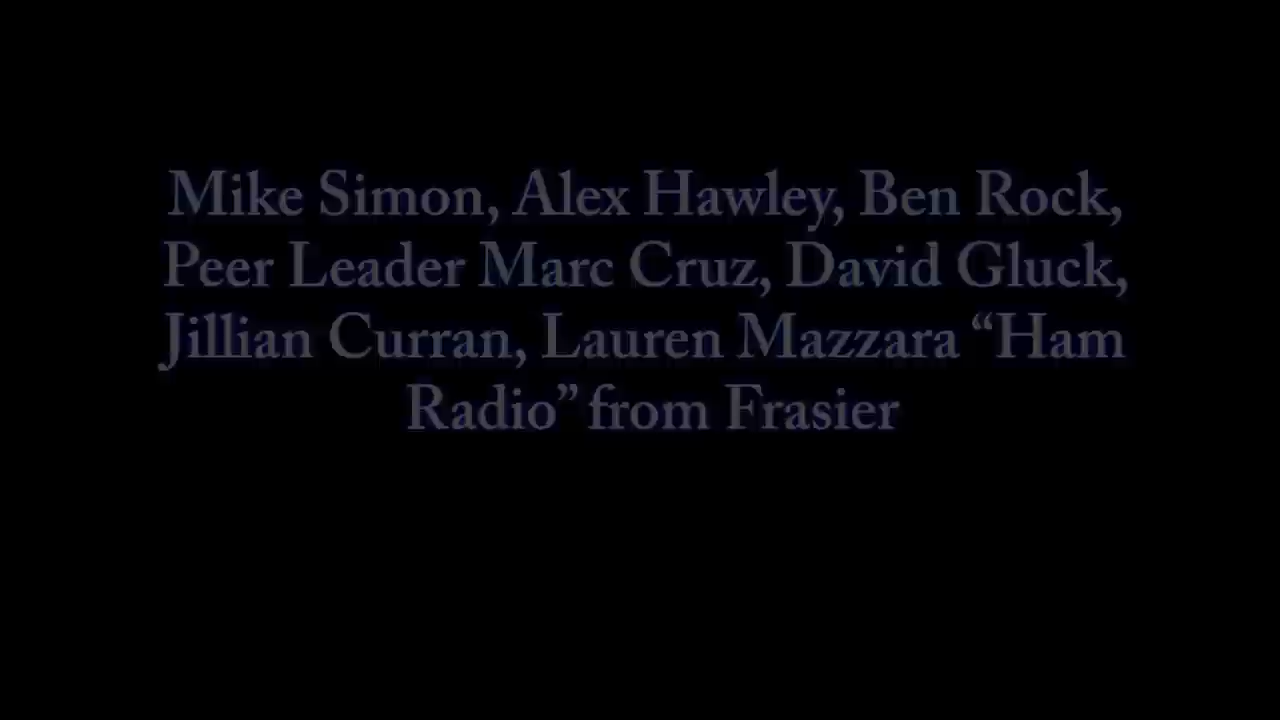 Mike Simon, Alex Hawley, Ben Rock,
Peer Leader Marc Cruz, David Gluck,
Jillian Curran, Lauren Mazzara “Ham
Radio” from Frasier